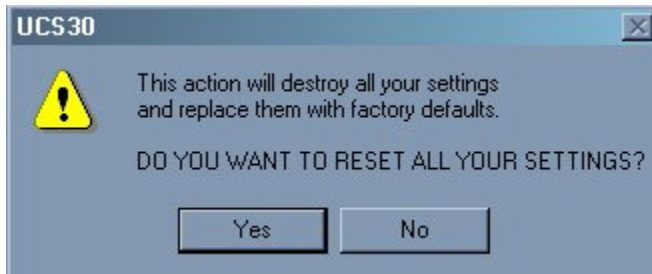 UCS30
This action will destroy all your settings
and replace them with factory defaults.
DO YOU WANT TO RESET ALL YOUR SETTINGS?
Yes
No